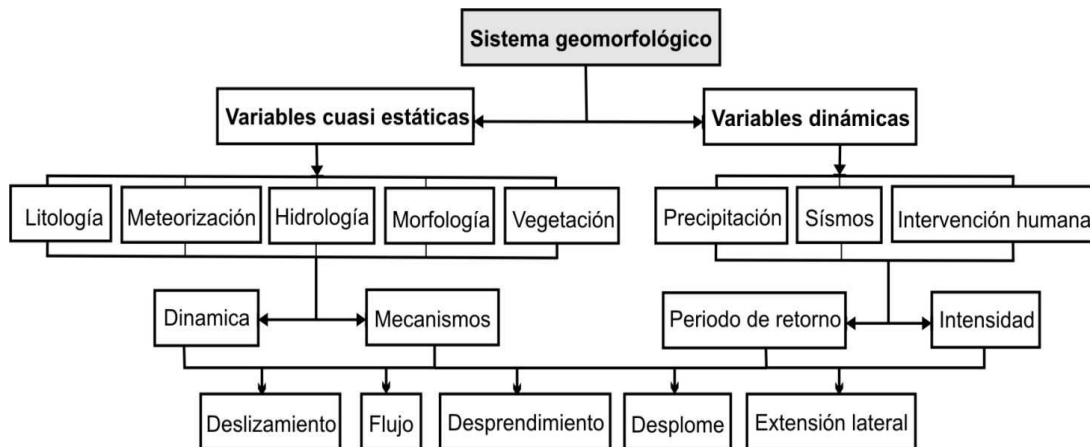 Sistema geomorfológico
Variables cuasi estáticas
Variables dinámicas
Litología
Meteorización
Hidrología
Morfología
Vegetación
Precipitación
Sísmos
Intervención humana
Dinamica
Mecanismos
Periodo de retorno
Intensidad
Deslizamiento
Flujo
Desprendimiento
Desplome
Extensión lateral